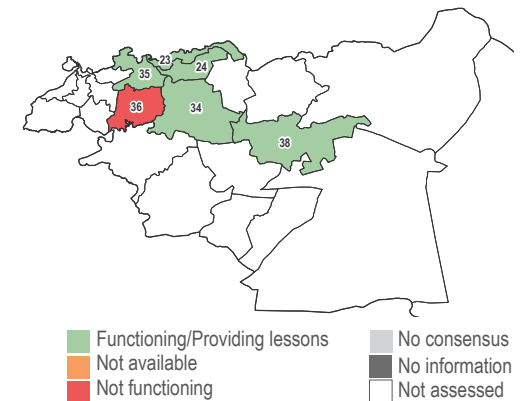 23
24
35
36
34
38
Functioning/Providing lessons
Not available
Not functioning
No consensus
No information
Not assessed